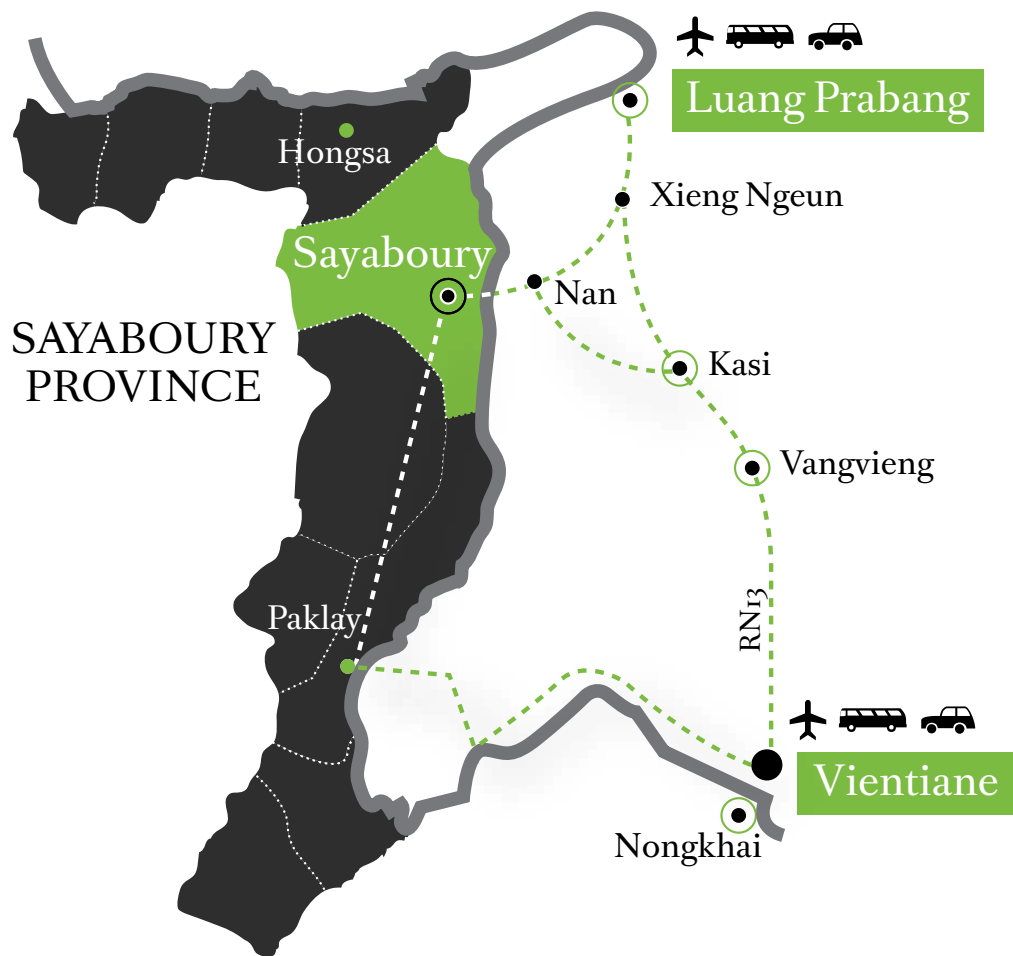 Luang Prabang
Hongsa
Xieng Ngeun
Sayaboury
Nan
SAYABOURY
PROVINCE
Kasi
Vangvieng
RN13
Paklay
Vientiane
Nongkhai